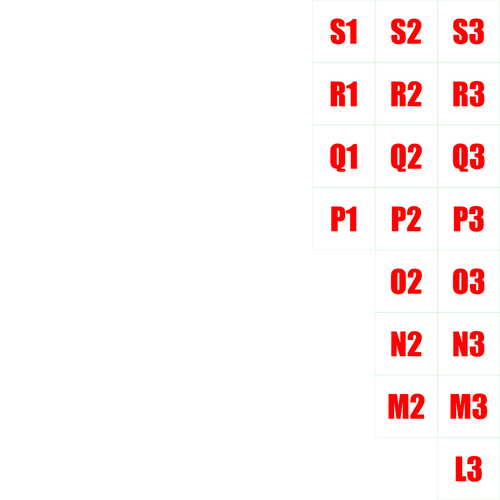 S1 S2 S3
R1 R2 R3
Q1 Q2 Q3
P1 P2 P3
O2 O3
N2 N3
M2 M3
L3